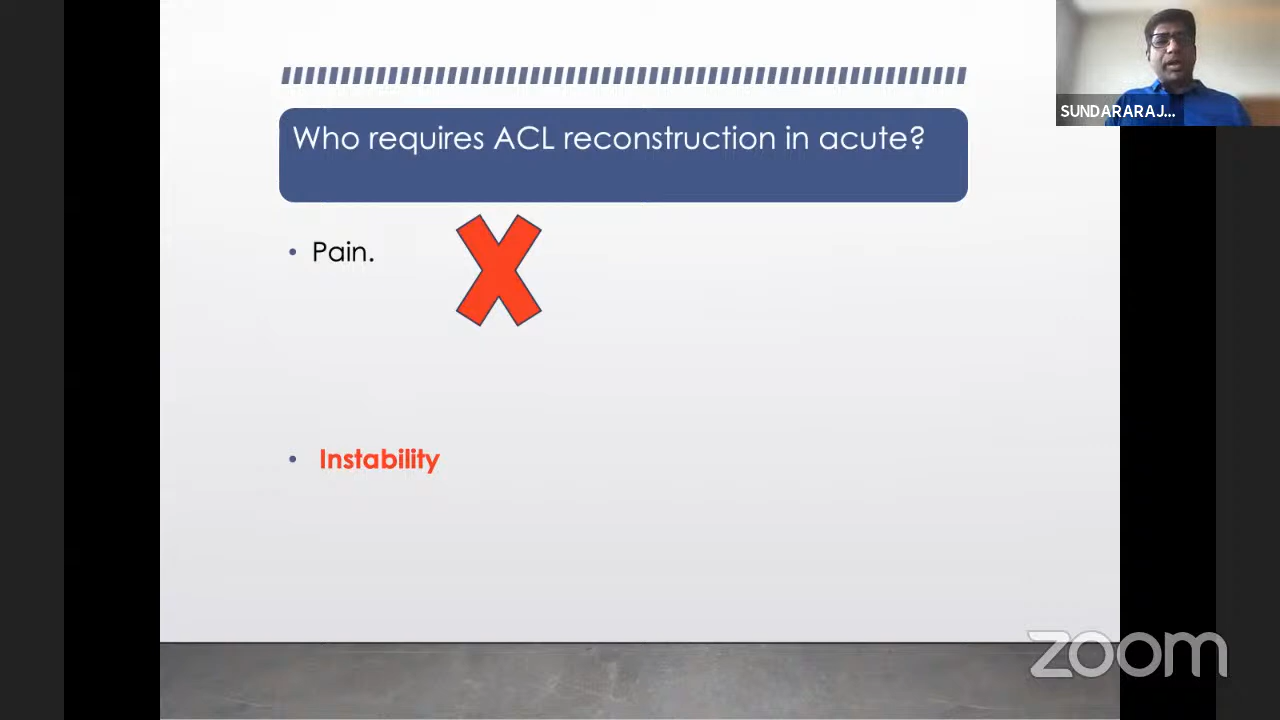 SUNDARARAJ...
Who requires ACL reconstruction in acute?
• Pain.
• Instability
zoom